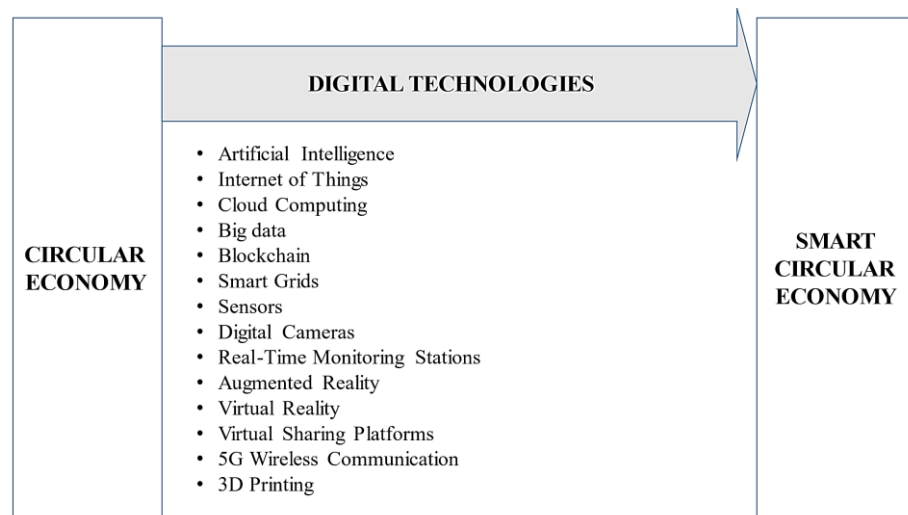 DIGITAL TECHNOLOGIES
CIRCULAR
ECONOMY
• Artificial Intelligence
• Internet of Things
• Cloud Computing
• Big data
• Blockchain
• Smart Grids
• Sensors
• Digital Cameras
• Real-Time Monitoring Stations
• Augmented Reality
• Virtual Reality
• Virtual Sharing Platforms
• 5G Wireless Communication
• 3D Printing
SMART
CIRCULAR
ECONOMY